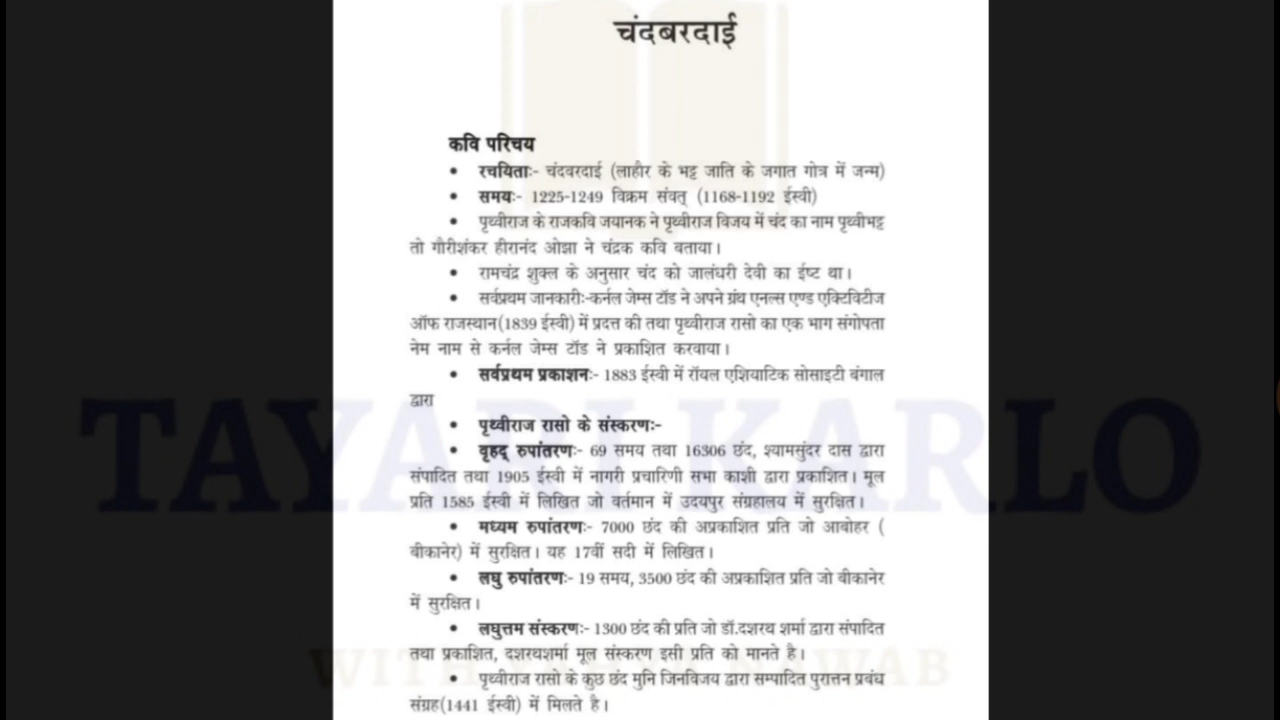 चंदबरदाई
कवि परिचय
• रचयिताः- चंदवरदाई (लाहौर के भट्ट जाति के जगात गोत्र में जन्म)
• समयः- 1225-1249 विक्रम संवत् (1168-1192 ईस्वी)
• पृथ्वीराज के राजकवि जयानक ने पृथ्वीराज विजय में चंद का नाम पृथ्वीभट्ट
तो गौरीशंकर हीरानंद ओझा ने चंद्रक कवि बताया।
• रामचंद्र शुक्ल के अनुसार चंद को जालंधरी देवी का ईष्ट था।
• सर्वप्रथम जानकारीः-कर्नल जेम्स टॉड ने अपने ग्रंथ एनल्स एण्ड एक्टिविटीज
ऑफ राजस्थान(1839 ईस्वी) में प्रदत्त की तथा पृथ्वीराज रासो का एक भाग संगोपता
नेम नाम से कर्नल जेम्स टॉड ने प्रकाशित करवाया।
• सर्वप्रथम प्रकाशनः- 1883 ईस्वी में रॉयल एशियाटिक सोसाइटी बंगाल
द्वारा
• पृथ्वीराज रासो के संस्करणः-
• वृहद् रुपांतरणः- 69 समय तथा 16306 छंद, श्यामसुंदर दास द्वारा
संपादित तथा 1905 ईस्वी में नागरी प्रचारिणी सभा काशी द्वारा प्रकाशित। मूल
प्रति 1585 ईस्वी में लिखित जो वर्तमान में उदयपुर संग्रहालय में सुरक्षित।
• मध्यम रुपांतरणः- 7000 छंद की अप्रकाशित प्रति जो आबोहर (
बीकानेर) में सुरक्षित। यह 17वीं सदी में लिखित।
• लघु रुपांतरणः- 19 समय, 3500 छंद की अप्रकाशित प्रति जो बीकानेर
में सुरक्षित।
• लघुत्तम संस्करणः- 1300 छंद की प्रति जो डॉ.दशरथ शर्मा द्वारा संपादित
तथा प्रकाशित, दशरथशर्मा मूल संस्करण इसी प्रति को मानते है।
• पृथ्वीराज रासो के कुछ छंद मुनि जिनविजय द्वारा सम्पादित पुरात्तन प्रबंध
संग्रह(1441 ईस्वी) में मिलते है।
TAYARI KARLO